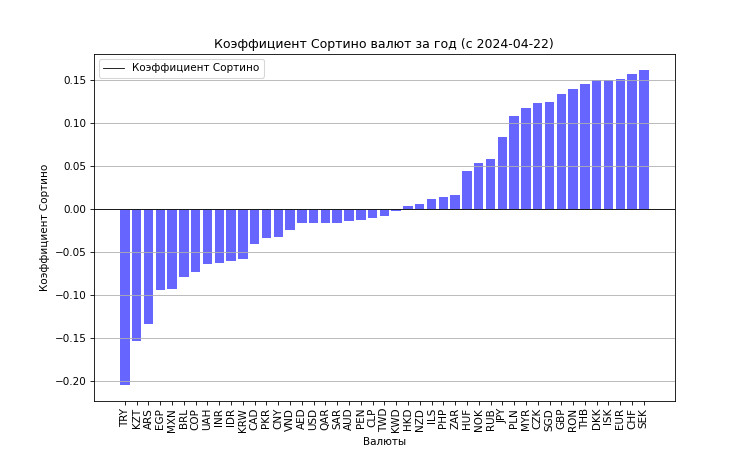 Коэффициент Сортино валют за год (с 2024-04-22)
Коэффициент Сортино
0.15
0.10
0.05
0.00
−0.05
−0.10
−0.15
−0.20
Коэффициент Сортино
TRY
KZT
ARS
EGP
MXN
BRL
COP
UAH
INR
IDR
KRW
CAD
PKR
CNY
VND
AED
USD
QAR
SAR
AUD
PEN
CLP
TWD
KWD
HKD
NZD
ILS
PHP
ZAR
HUF
NOK
RUB
JPY
PLN
MYR
CZK
SGD
GBP
RON
THB
DKK
ISK
EUR
CHF
SEK
Валюты